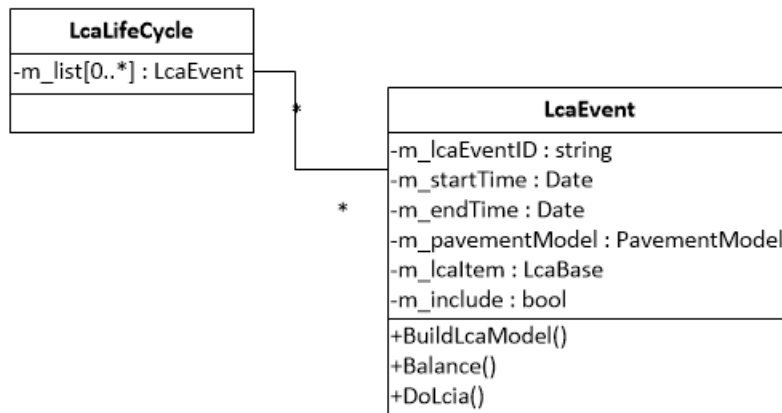 LcaLifeCycle
-m_list[0..*] : LcaEvent
*
*
LcaEvent
-m_lcaEventID : string
-m_startTime : Date
-m_endTime : Date
-m_pavementModel : PavementModel
-m_lcaItem : LcaBase
-m_include : bool
+BuildLcaModel()
+Balance()
+DoLcia()